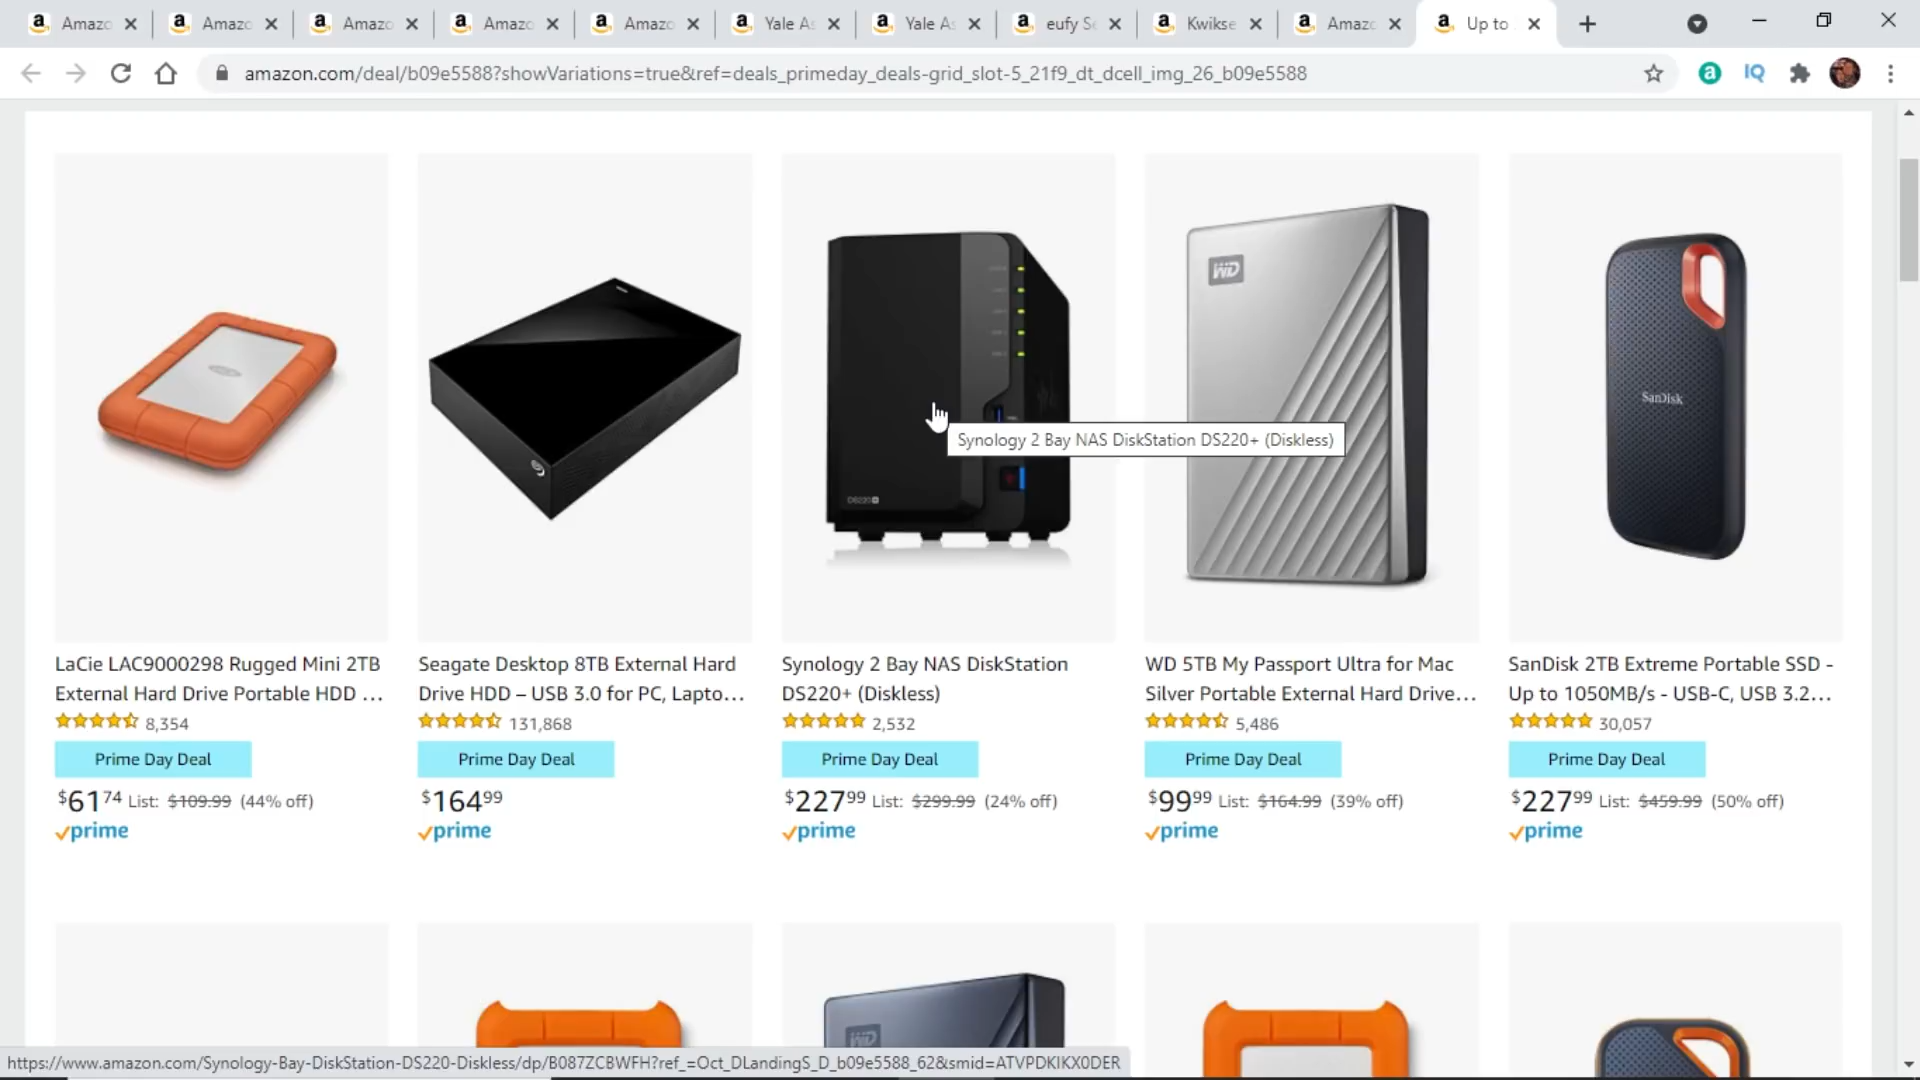 Amazo
Amazo
Amazo
Amazo
Amazo
Yale As
Yale As
eufy Se
Kwikse
Amazo
Up to
amazon.com/deal/b09e5588?showVariations=true&ref=deals_primeday_deals-grid_slot-5_21f9_dt_dcell_img_26_b09e5588
a
IQ
WD
SanDisk
DS220+
Synology 2 Bay NAS DiskStation DS220+ (Diskless)
LaCie LAC9000298 Rugged Mini 2TB
External Hard Drive Portable HDD …
8,354
Prime Day Deal
$61 74 List: $109.99 (44% off)
prime
Seagate Desktop 8TB External Hard
Drive HDD – USB 3.0 for PC, Lapto…
131,868
Prime Day Deal
$164 99
prime
Synology 2 Bay NAS DiskStation
DS220+ (Diskless)
2,532
Prime Day Deal
$227 99 List: $299.99 (24% off)
prime
WD 5TB My Passport Ultra for Mac
Silver Portable External Hard Drive…
5,486
Prime Day Deal
$99 99 List: $164.99 (39% off)
prime
SanDisk 2TB Extreme Portable SSD -
Up to 1050MB/s - USB-C, USB 3.2…
30,057
Prime Day Deal
$227 99 List: $459.99 (50% off)
prime
WD
https://www.amazon.com/Synology-Bay-DiskStation-DS220-Diskless/dp/B087ZCBWFH?ref_=Oct_DLandingS_D_b09e5588_62&smid=ATVPDKIKX0DER